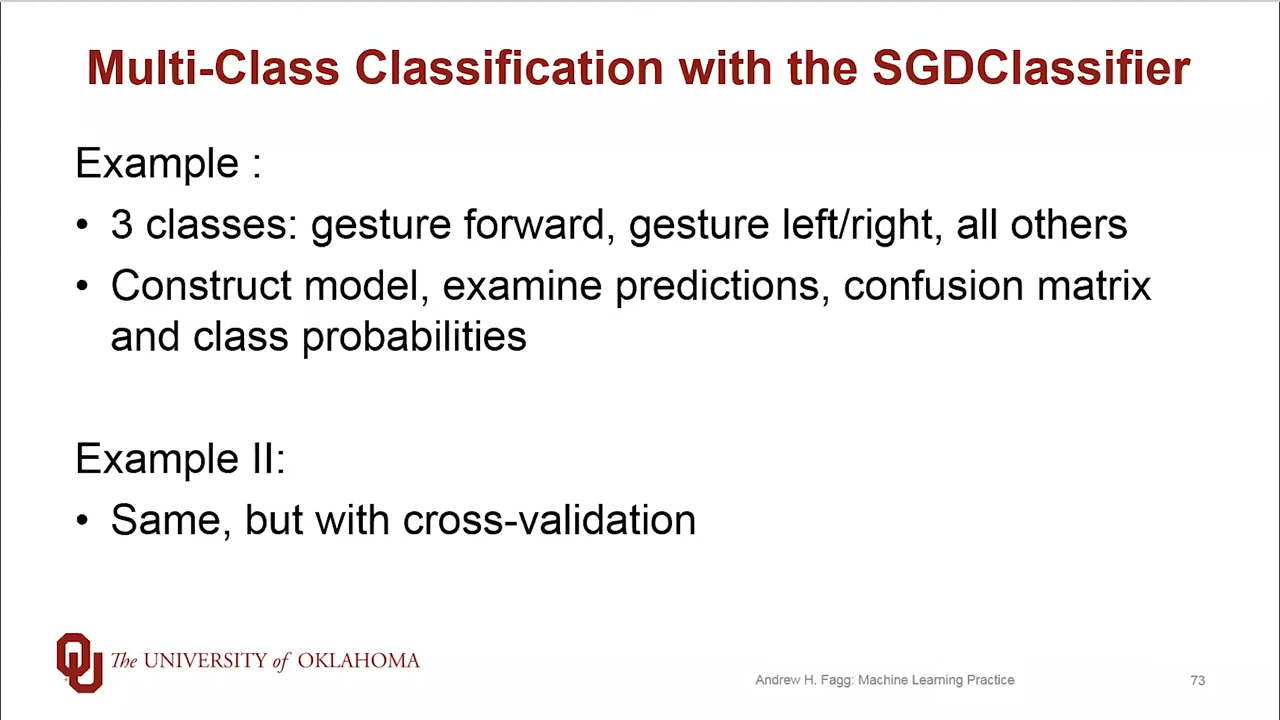 Multi-Class Classification with the SGDClassifier
Example :
• 3 classes: gesture forward, gesture left/right, all others
• Construct model, examine predictions, confusion matrix
and class probabilities
Example II:
• Same, but with cross-validation
The UNIVERSITY of OKLAHOMA
Andrew H. Fagg: Machine Learning Practice
73